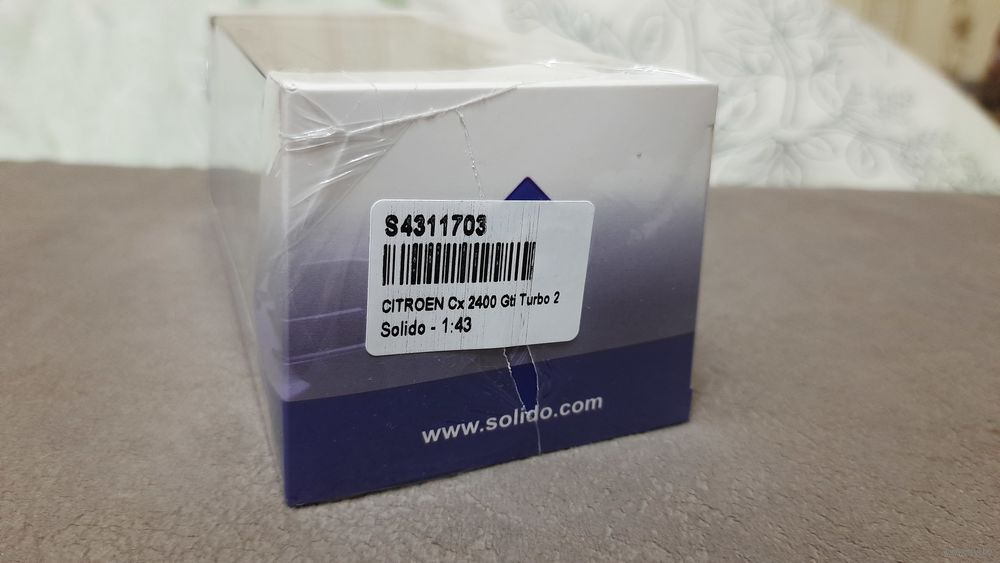 S4311703
CITROEN Cx 2400 Gti Turbo 2
Solido - 1:43
www.solido.com